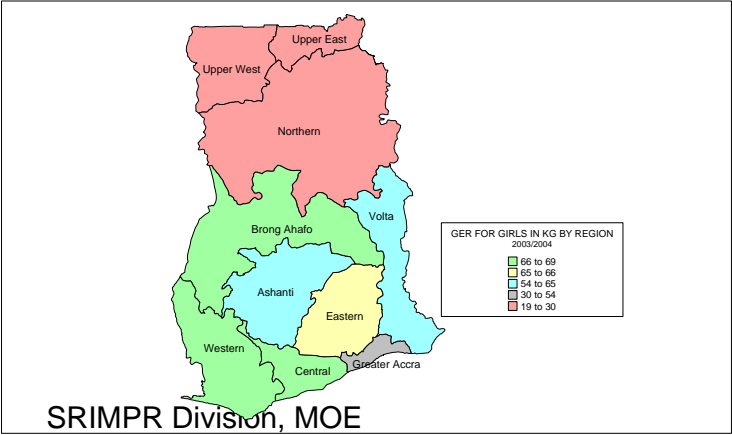 Upper East
Upper West
Northern
Volta
Brong Ahafo
GER FOR GIRLS IN KG BY REGION
2003/2004
66 to 69
65 to 66
54 to 65
30 to 54
19 to 30
Ashanti
Eastern
Western
Central
Greater Accra
SRIMPR Division, MOE